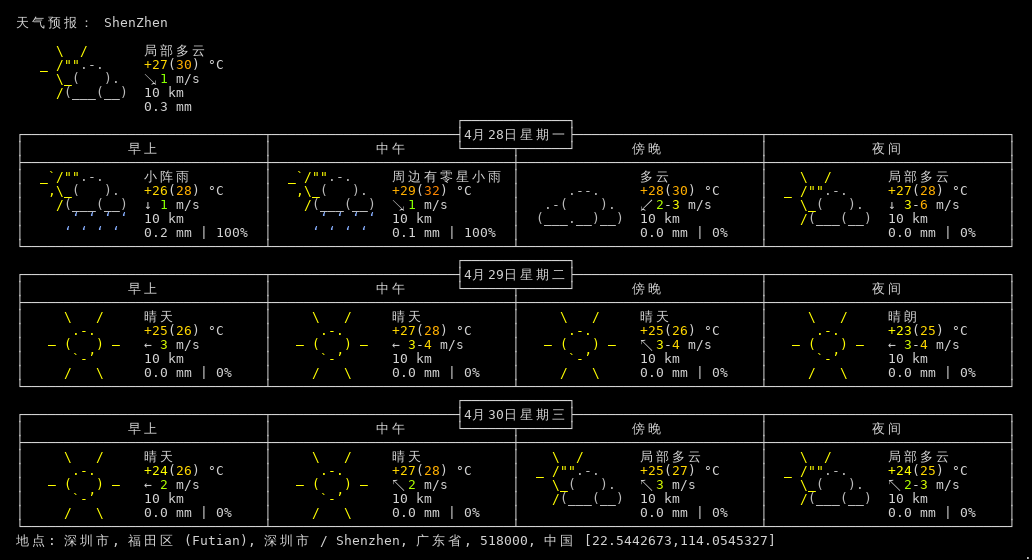 天气预报： ShenZhen
局部多云
+27(30) °C
↘ 1 m/s
10 km
0.3 mm
4月28日星期一
早上 中午 傍晚 夜间
小阵雨 周边有零星小雨 多云 局部多云
+26(28) °C +29(32) °C +28(30) °C +27(28) °C
↓ 1 m/s ↘ 1 m/s ↙ 2-3 m/s ↓ 3-6 m/s
10 km 10 km 10 km 10 km
0.2 mm | 100% 0.1 mm | 100% 0.0 mm | 0% 0.0 mm | 0%
4月29日星期二
早上 中午 傍晚 夜间
晴天 晴天 晴天 晴朗
+25(26) °C +27(28) °C +25(26) °C +23(25) °C
← 3 m/s ← 3-4 m/s ↖ 3-4 m/s ← 3-4 m/s
10 km 10 km 10 km 10 km
0.0 mm | 0% 0.0 mm | 0% 0.0 mm | 0% 0.0 mm | 0%
4月30日星期三
早上 中午 傍晚 夜间
晴天 晴天 局部多云 局部多云
+24(26) °C +27(28) °C +25(27) °C +24(25) °C
← 2 m/s ↖ 2 m/s ↖ 3 m/s ↖ 2-3 m/s
10 km 10 km 10 km 10 km
0.0 mm | 0% 0.0 mm | 0% 0.0 mm | 0% 0.0 mm | 0%
地点: 深圳市, 福田区 (Futian), 深圳市 / Shenzhen, 广东省, 518000, 中国 [22.5442673,114.0545327]